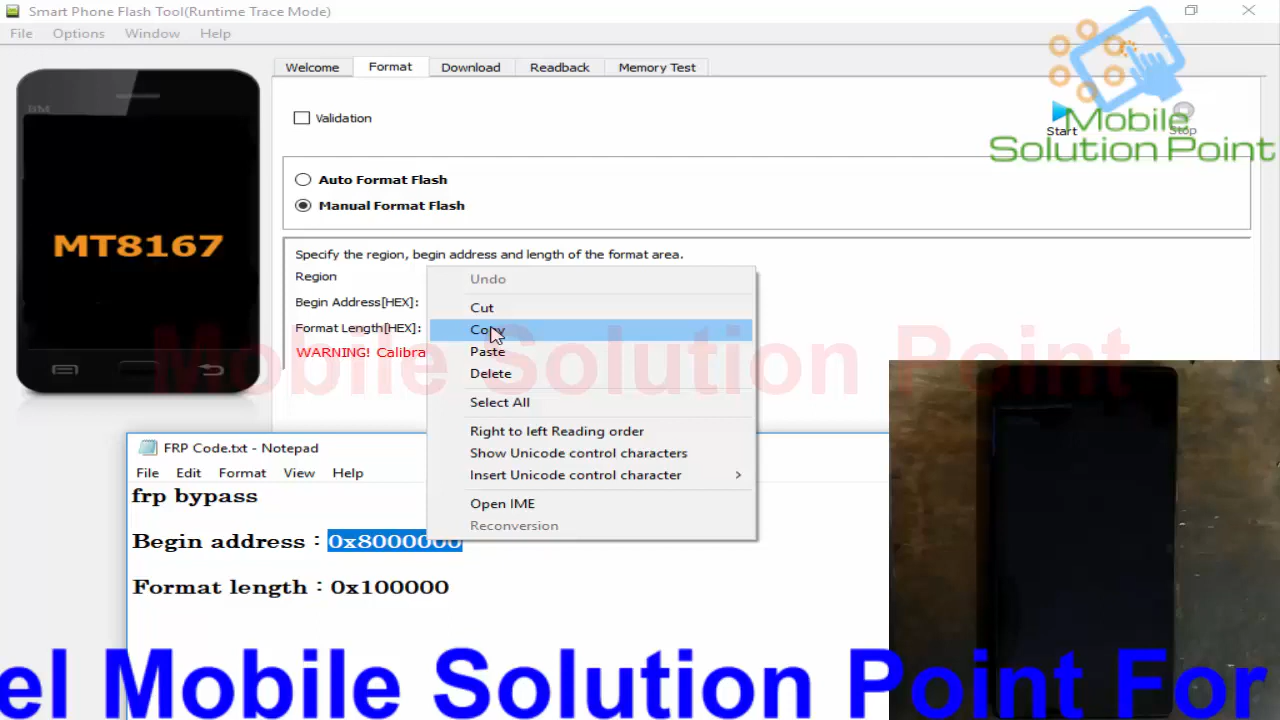 Smart Phone Flash Tool(Runtime Trace Mode)
File Options Window Help
Welcome Format Download Readback Memory Test
BM
Validation
Start Stop
Mobile
Solution Point
Auto Format Flash
Manual Format Flash
MT8167
Specify the region, begin address and length of the format area.
Region
Begin Address[HEX]:
Format Length[HEX]:
WARNING! Calibra
Undo
Cut
Copy
Paste
Delete
Select All
Right to left Reading order
Show Unicode control characters
Insert Unicode control character
Open IME
Reconversion
Mobile Solution Point
FRP Code.txt - Notepad
File Edit Format View Help
frp bypass
Begin address : 0x8000000
Format length : 0x100000
el Mobile Solution Point For